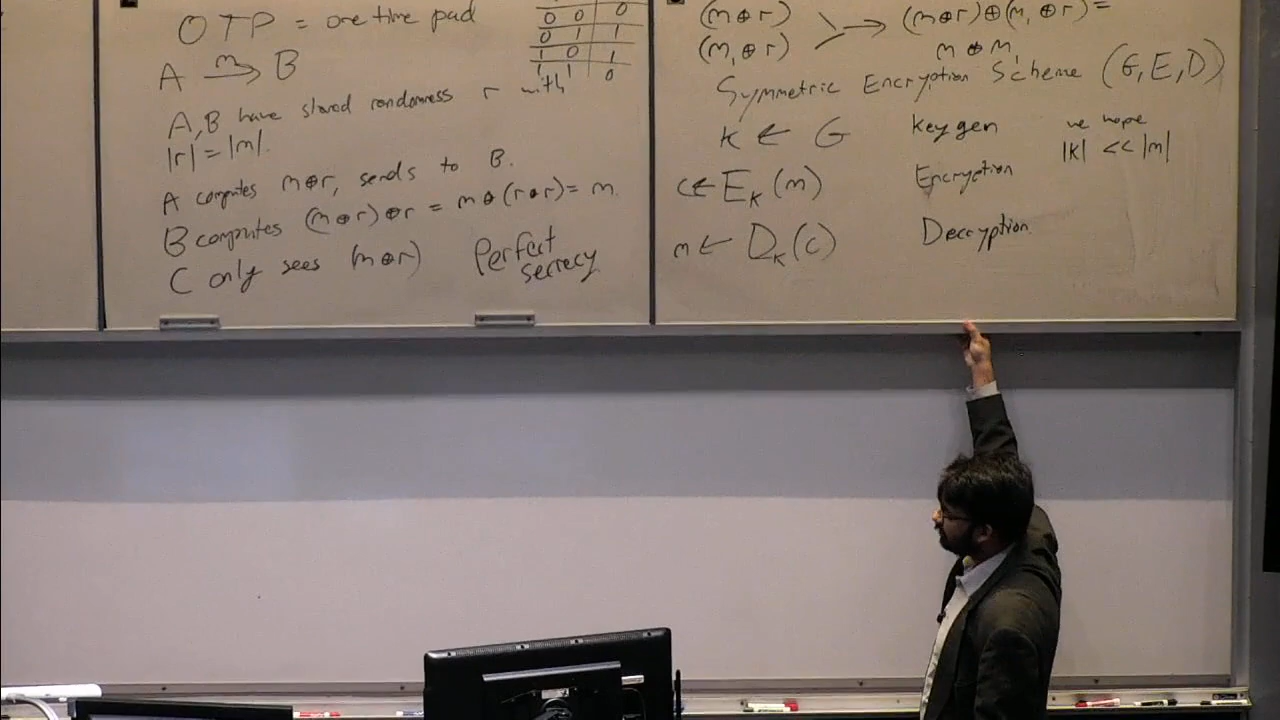 OTP = one time pad
A m→ B
A,B have shared randomness r with
|r| = |m|.
A computes m⊕r, sends to B.
B computes (m⊕r)⊕r = m⊕(r⊕r) = m.
C only sees (m⊕r)
Perfect
secrecy
0 0 0
0 1 1
1 0 1
1 1 0
(m⊕r)
(m₁⊕r)
→ (m⊕r)⊕(m₁⊕r) =
m⊕m₁
Symmetric Encryption Scheme (G,E,D)
K ← G Keygen
we hope
|K| << |m|
c ← E_K(m) Encryption
m ← D_K(c) Decryption